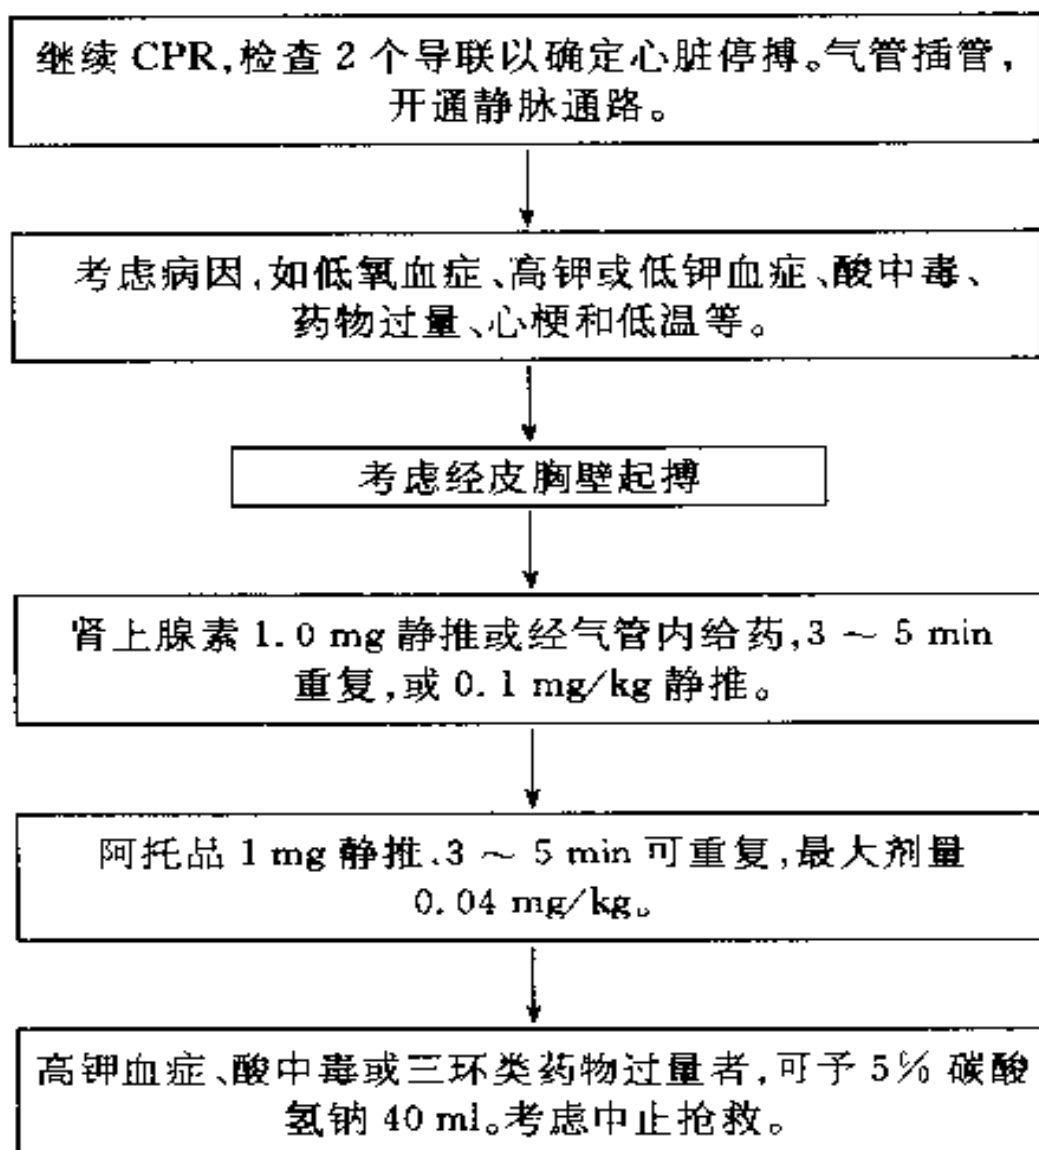 继续 CPR,检查 2 个导联以确定心脏停搏。气管插管,
开通静脉通路。
考虑病因,如低氧血症、高钾或低钾血症、酸中毒、
药物过量、心梗和低温等。
考虑经皮胸壁起搏
肾上腺素 1.0 mg 静推或经气管内给药,3 ~ 5 min
重复,或 0.1 mg/kg 静推。
阿托品 1 mg 静推、3 ~ 5 min 可重复,最大剂量
0.04 mg/kg。
高钾血症、酸中毒或三环类药物过量者,可予 5% 碳酸
氢钠 40 ml。考虑中止抢救。